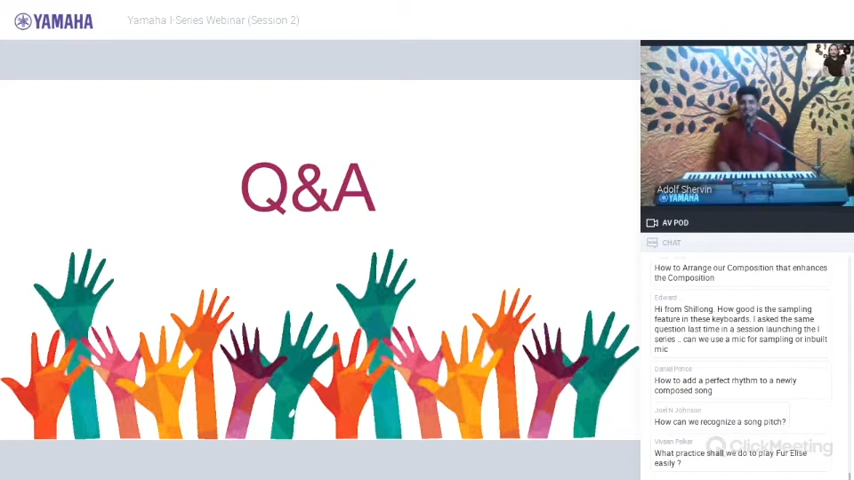 YAMAHA
Yamaha I-Series Webinar (Session 2)
Q&A
Adolf Shervin
YAMAHA
AV POD
CHAT
How to Arrange our Composition that enhances
the Composition
Edward
Hi from Shillong. How good is the sampling
feature in these keyboards. I asked the same
question last time in a session launching the I
series .. can we use a mic for sampling or inbuilt
mic
Daniel Prince
How to add a perfect rhythm to a newly
composed song
Joel N Johnson
How can we recognize a song pitch?
ClickMeeting
What practice shall we do to play Fur Elise
easily ?